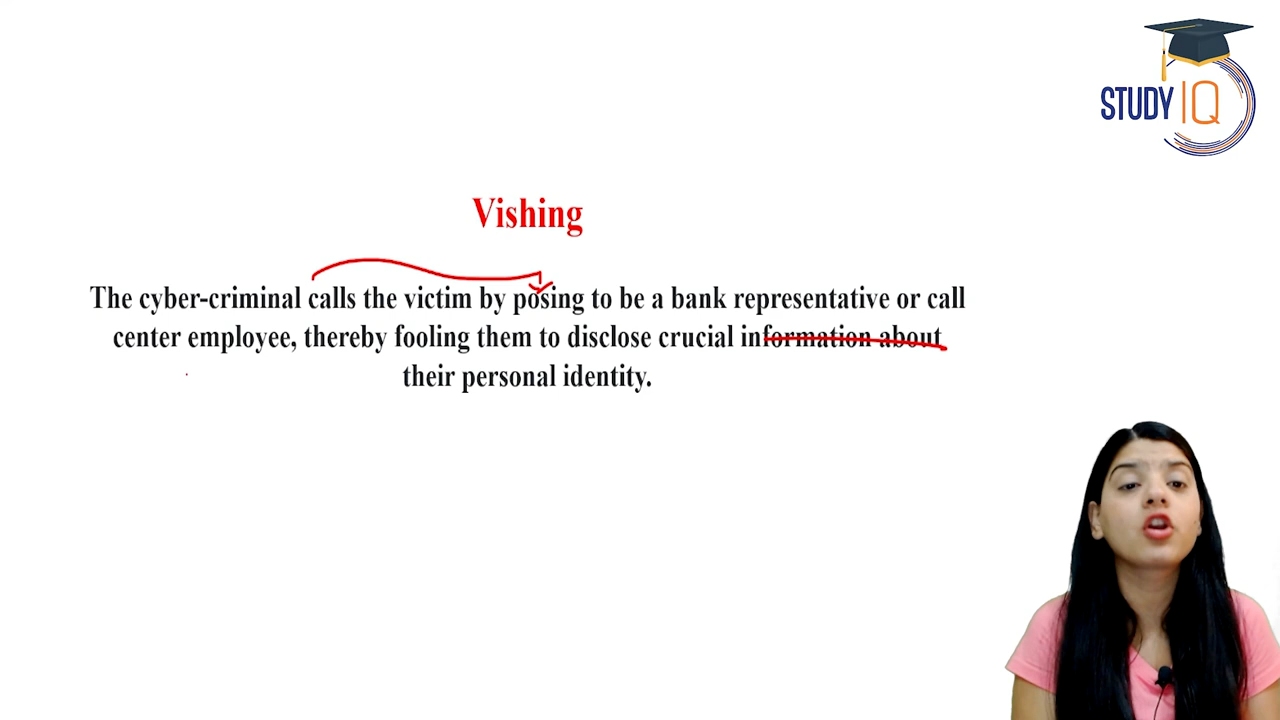 STUDY IQ
Vishing
The cyber-criminal calls the victim by posing to be a bank representative or call
center employee, thereby fooling them to disclose crucial information about
their personal identity.